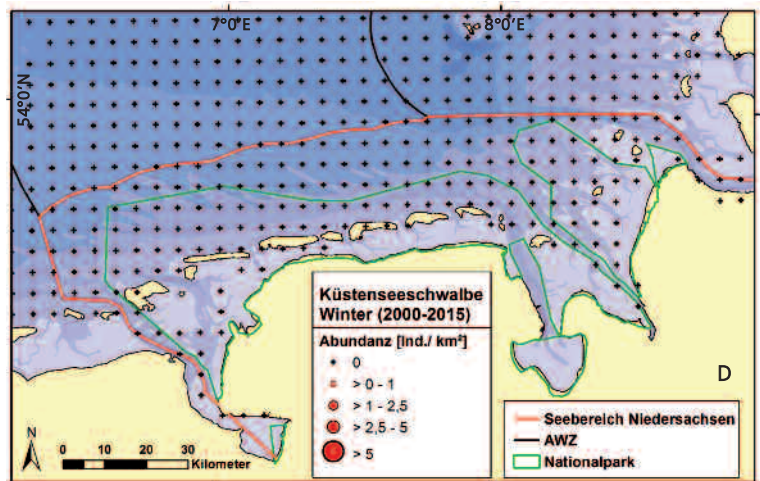 7°0'E
8°0'E
54°0'N
Küstenseeschwalbe
Winter (2000-2015)
Abundanz [Ind./ km²]
0
> 0 - 1
> 1 - 2,5
> 2,5 - 5
> 5
D
Seebereich Niedersachsen
AWZ
Nationalpark
N
0 10 20 30
Kilometer